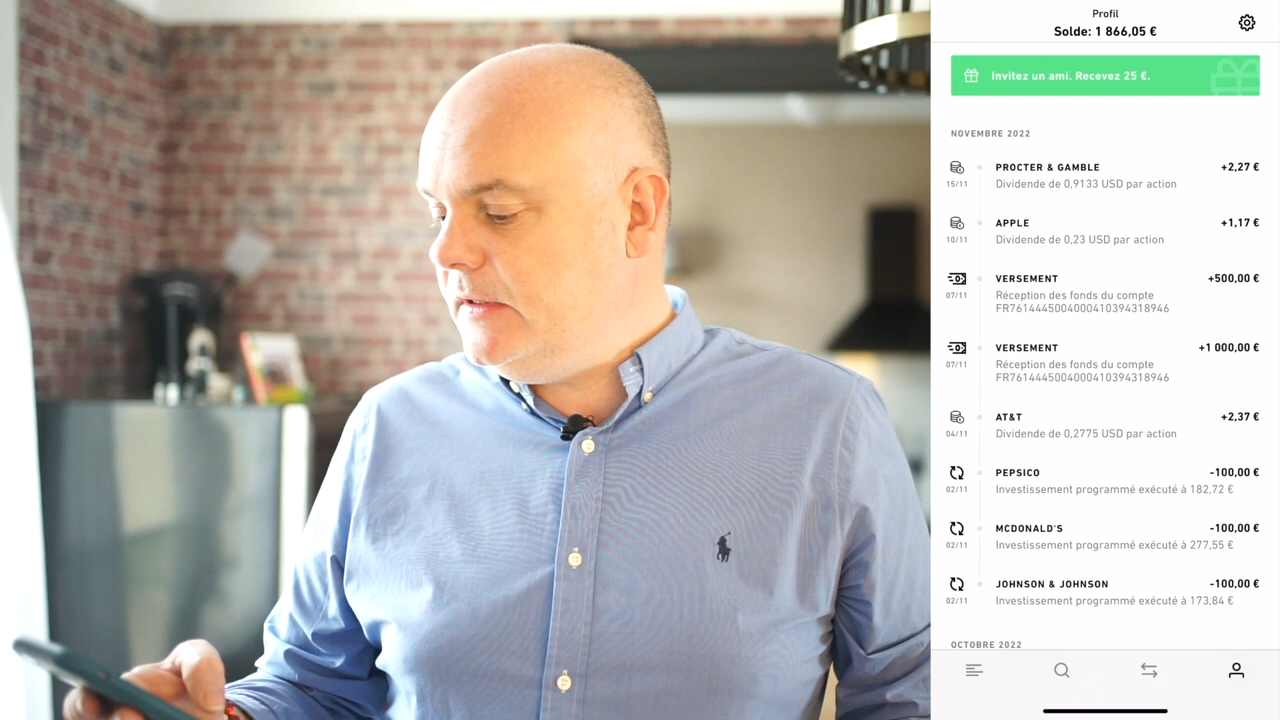 Profil
Solde: 1 866,05 €
Invitez un ami. Recevez 25 €.
NOVEMBRE 2022
PROCTER & GAMBLE +2,27 €
15/11 Dividende de 0,9133 USD par action
APPLE +1,17 €
10/11 Dividende de 0,23 USD par action
VERSEMENT +500,00 €
07/11 Réception des fonds du compte
FR7614445004000410394318946
VERSEMENT +1 000,00 €
07/11 Réception des fonds du compte
FR7614445004000410394318946
AT&T +2,37 €
04/11 Dividende de 0,2775 USD par action
PEPSICO -100,00 €
02/11 Investissement programmé exécuté à 182,72 €
MCDONALD'S -100,00 €
02/11 Investissement programmé exécuté à 277,55 €
JOHNSON & JOHNSON -100,00 €
02/11 Investissement programmé exécuté à 173,84 €
OCTOBRE 2022